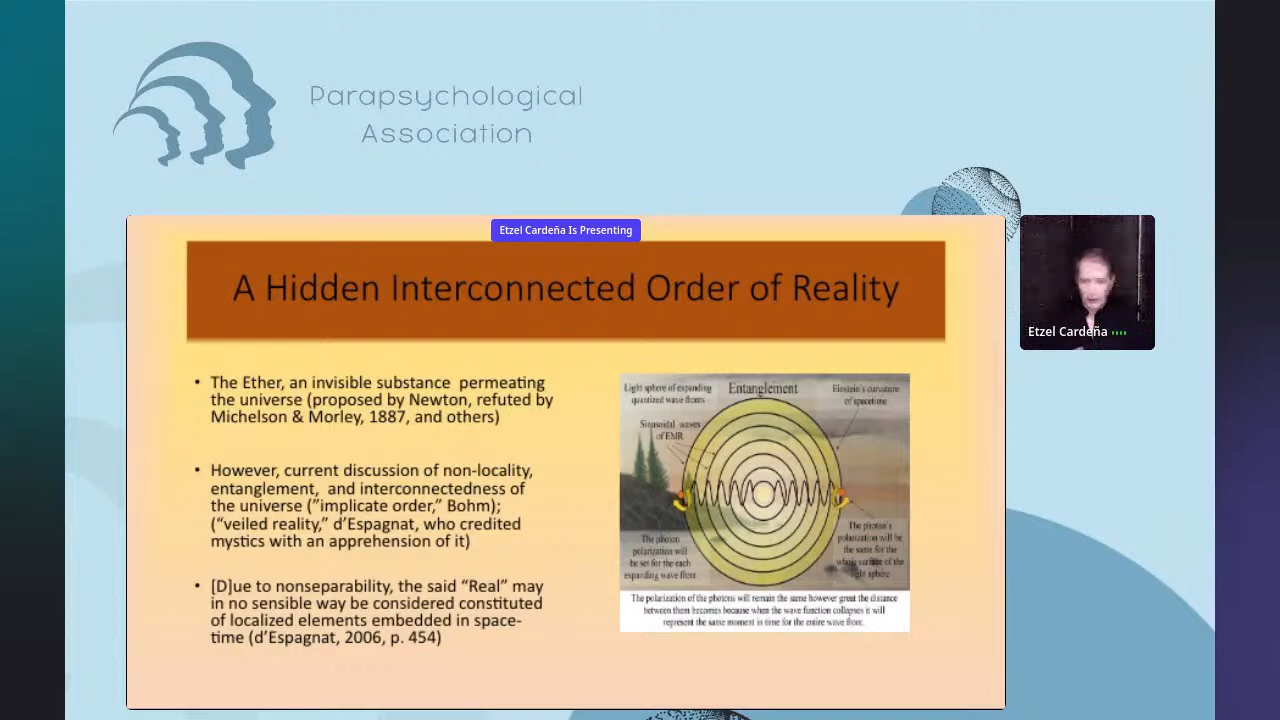 Parapsychological
Association
Etzel Cardeña Is Presenting
A Hidden Interconnected Order of Reality
• The Ether, an invisible substance permeating
the universe (proposed by Newton, refuted by
Michelson & Morley, 1887, and others)
• However, current discussion of non-locality,
entanglement, and interconnectedness of
the universe (”implicate order,” Bohm);
(“veiled reality,” d’Espagnat, who credited
mystics with an apprehension of it)
• [D]ue to nonseparability, the said “Real” may
in no sensible way be considered constituted
of localized elements embedded in space-
time (d’Espagnat, 2006, p. 454)
Light sphere of expanding
quantized wave fronts
Entanglement
Einstein's curvature
of spacetime
Sinusoidal waves
of EMR
The photon
polarization will
be set for the each
expanding wave front
The photon's
polarization will be
the same for the
whole surface of the
light sphere
The polarization of the photons will remain the same however great the distance
between them becomes because when the wave function collapses it will
represent the same moment in time for the entire wave front.
Etzel Cardeña